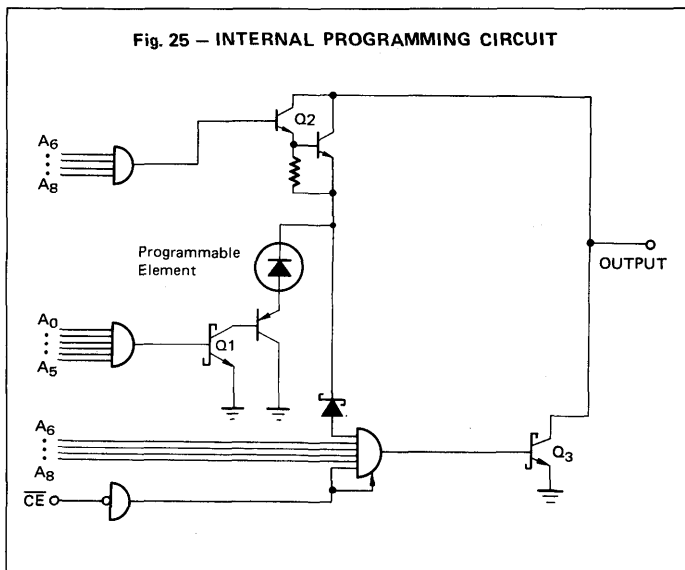 Fig. 25 – INTERNAL PROGRAMMING CIRCUIT
A6
A8
Q2
Programmable
Element
OUTPUT
A0
A5
Q1
A6
A8
Q3
CE